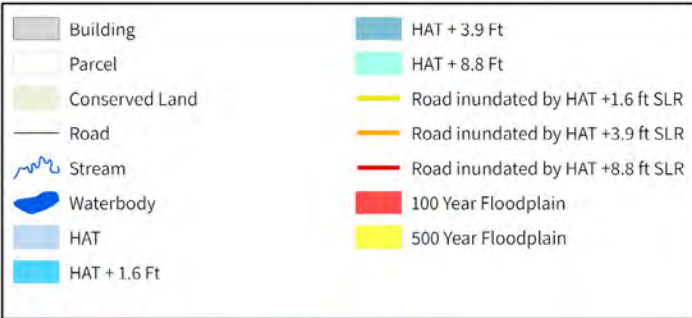 Building
Parcel
Conserved Land
Road
Stream
Waterbody
HAT
HAT + 1.6 Ft
HAT + 3.9 Ft
HAT + 8.8 Ft
Road inundated by HAT +1.6 ft SLR
Road inundated by HAT +3.9 ft SLR
Road inundated by HAT +8.8 ft SLR
100 Year Floodplain
500 Year Floodplain